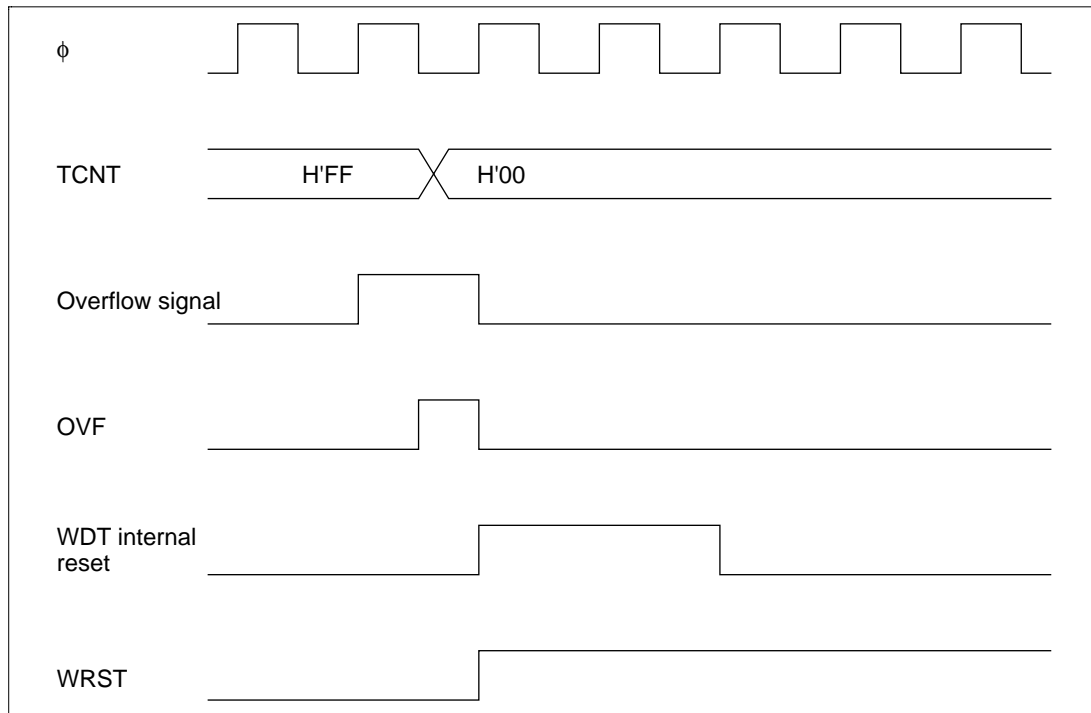 ϕ
TCNT
H'FF
H'00
Overflow signal
OVF
WDT internal
reset
WRST